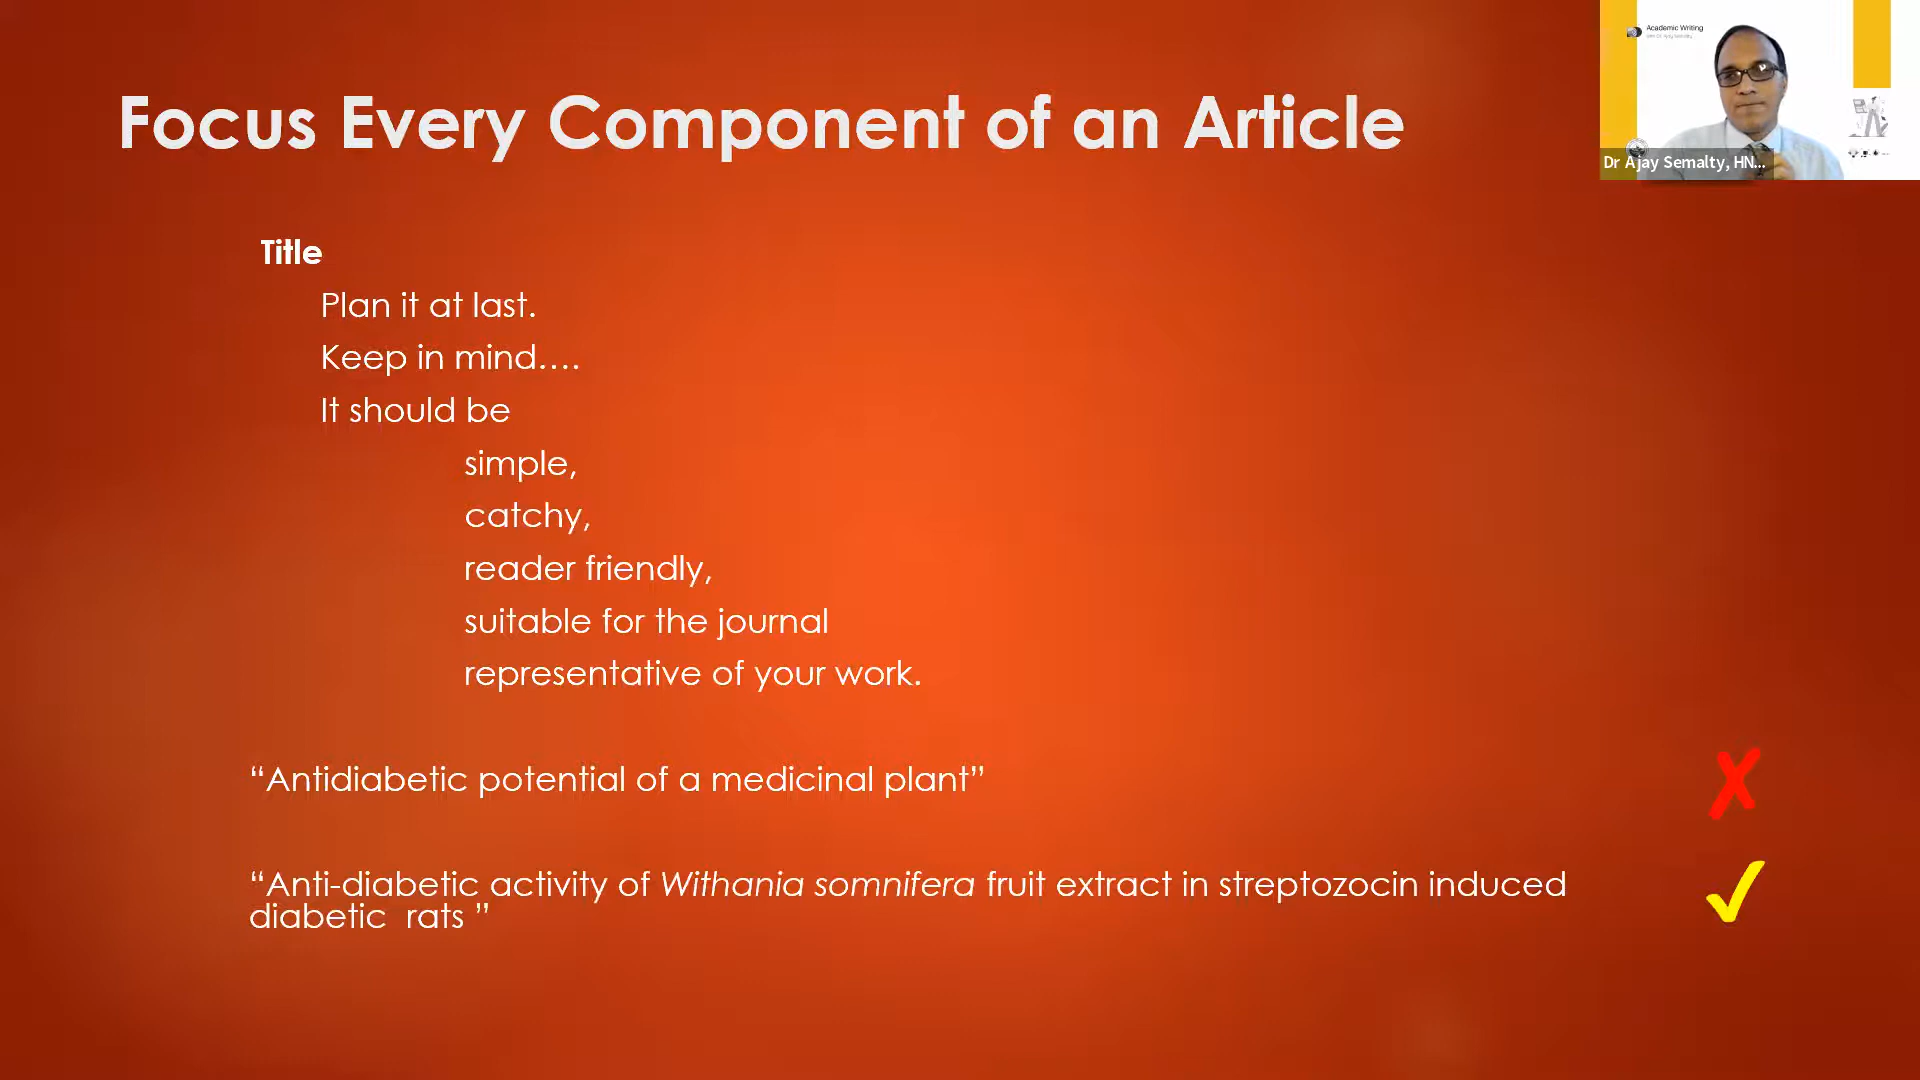 Academic Writing
Focus Every Component of an Article
Dr Ajay Semalty, HN...
Title
Plan it at last.
Keep in mind....
It should be
simple,
catchy,
reader friendly,
suitable for the journal
representative of your work.
“Antidiabetic potential of a medicinal plant”
“Anti-diabetic activity of Withania somnifera fruit extract in streptozocin induced
diabetic  rats ”